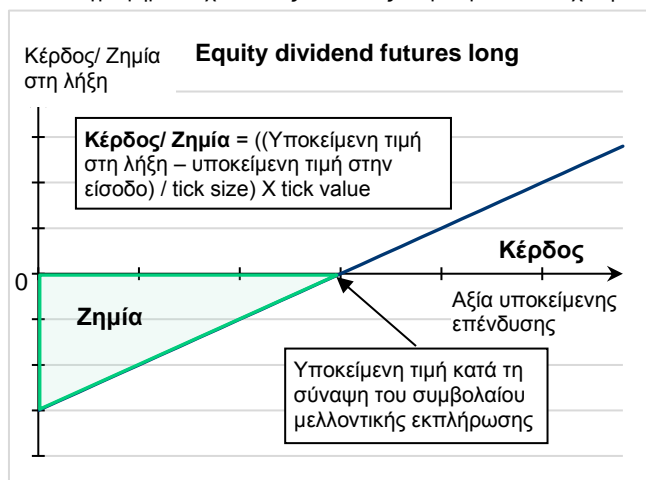 Κέρδος/ Ζημία
στη λήξη
Equity dividend futures long
Κέρδος/ Ζημία = ((Υποκείμενη τιμή
στη λήξη – υποκείμενη τιμή στην
είσοδο) / tick size) X tick value
0
Κέρδος
Ζημία
Αξία υποκείμενης
επένδυσης
Υποκείμενη τιμή κατά τη
σύναψη του συμβολαίου
μελλοντικής εκπλήρωσης